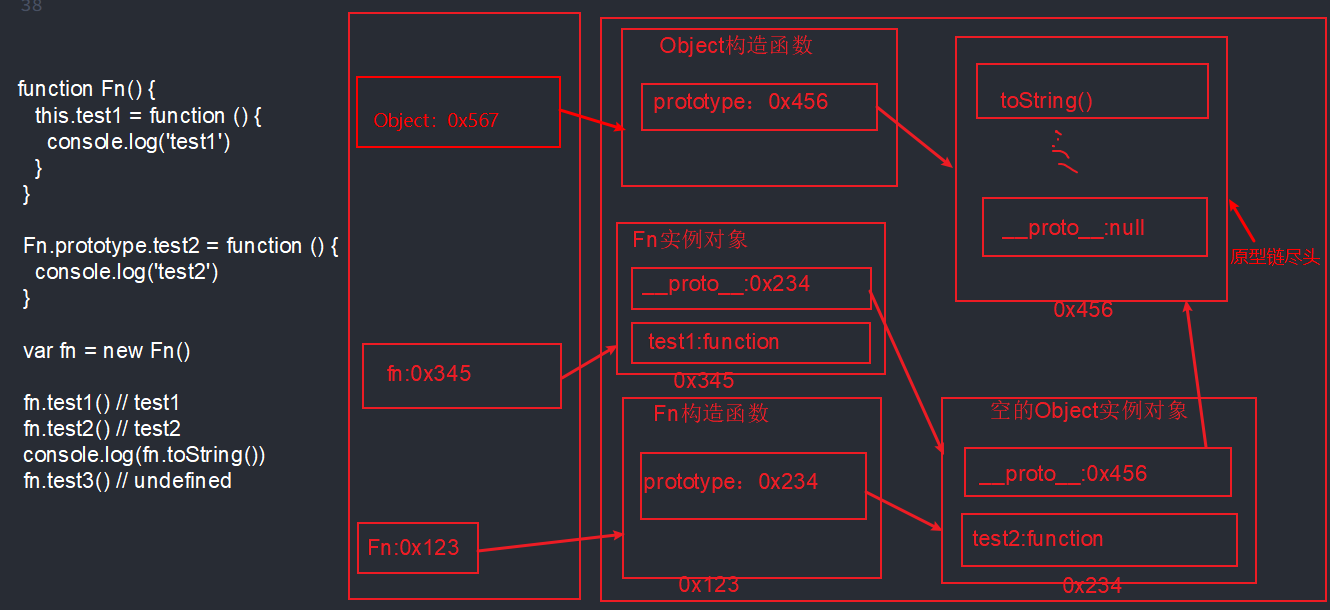 38
function Fn() {
this.test1 = function () {
console.log('test1')
}
}
Fn.prototype.test2 = function () {
console.log('test2')
}
var fn = new Fn()
fn.test1() // test1
fn.test2() // test2
console.log(fn.toString())
fn.test3() // undefined
Object：0x567
fn:0x345
Fn:0x123
Object构造函数
prototype：0x456
Fn实例对象
__proto__:0x234
test1:function
0x345
Fn构造函数
prototype：0x234
0x123
toString()
__proto__:null
原型链尽头
0x456
空的Object实例对象
__proto__:0x456
test2:function
0x234